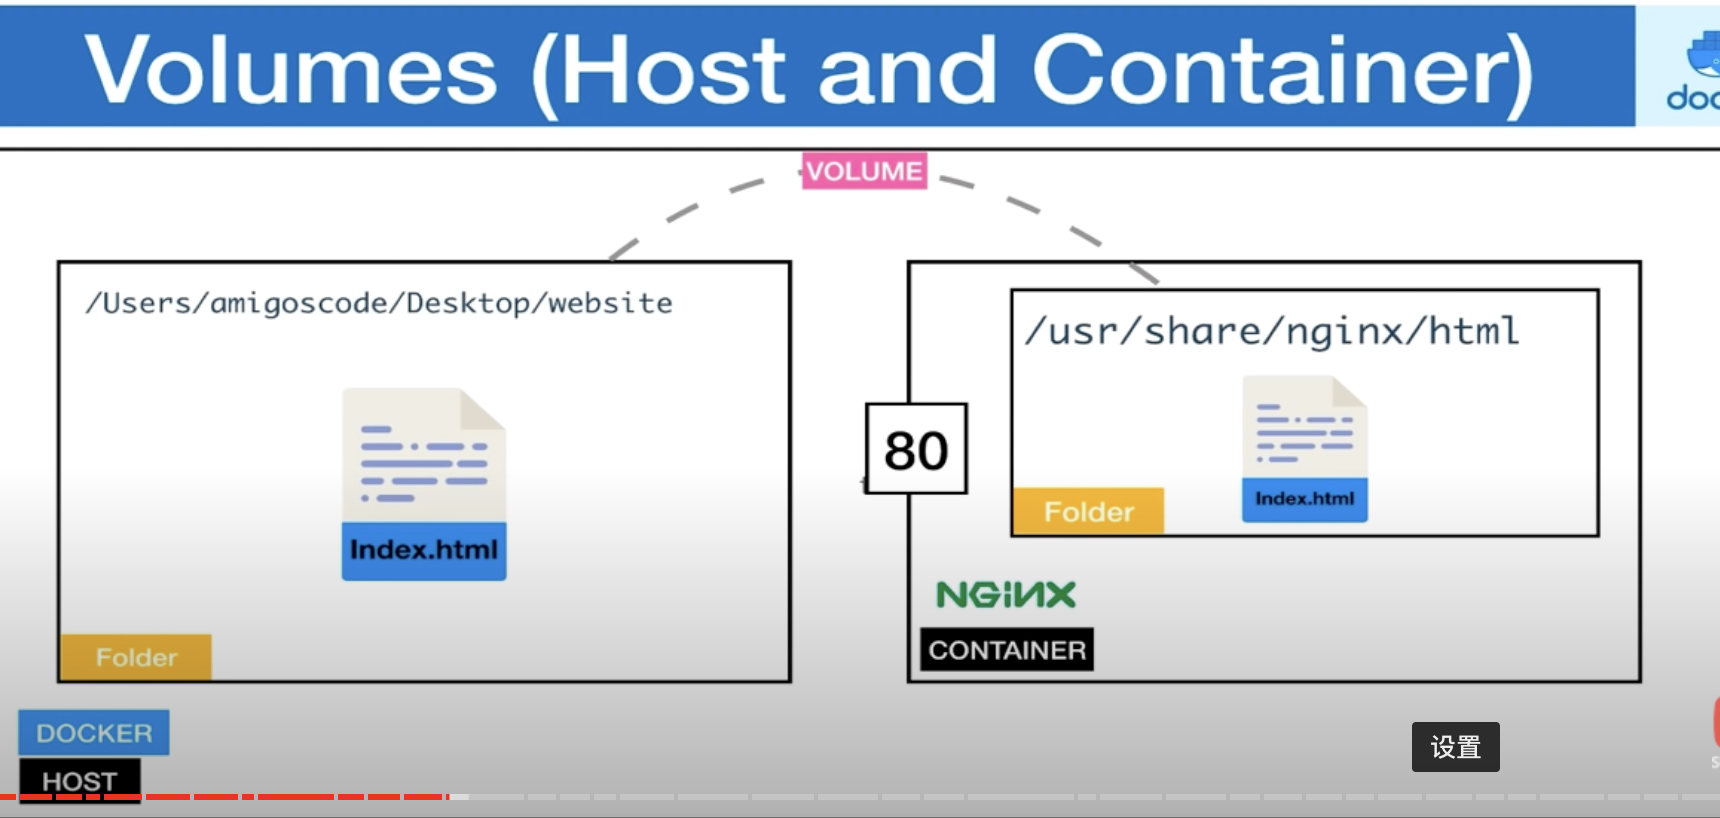 Volumes (Host and Container)
VOLUME
/Users/amigoscode/Desktop/website
Index.html
Folder
/usr/share/nginx/html
80
Index.html
Folder
NGINX
CONTAINER
DOCKER
HOST
设置